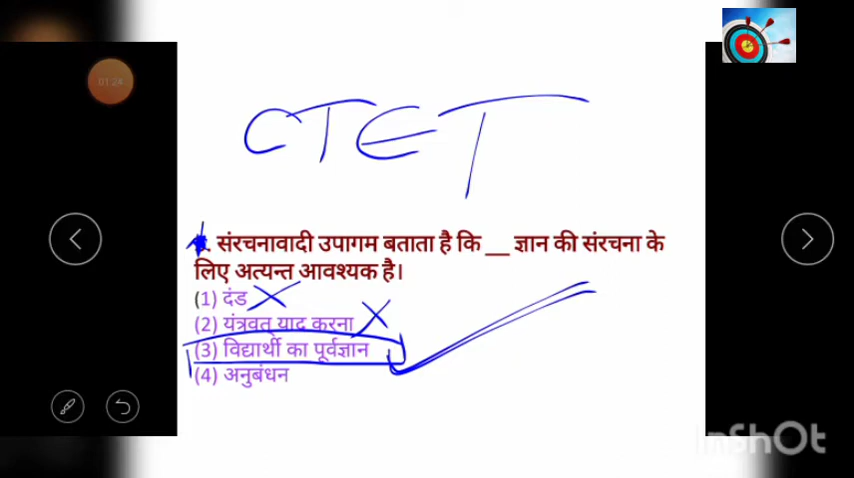 01:24
CTET
. संरचनावादी उपागम बताता है कि __ ज्ञान की संरचना के
लिए अत्यन्त आवश्यक है।
(1) दंड
(2) यंत्रवत् याद करना
(3) विद्यार्थी का पूर्वज्ञान
(4) अनुबंधन
InShOt